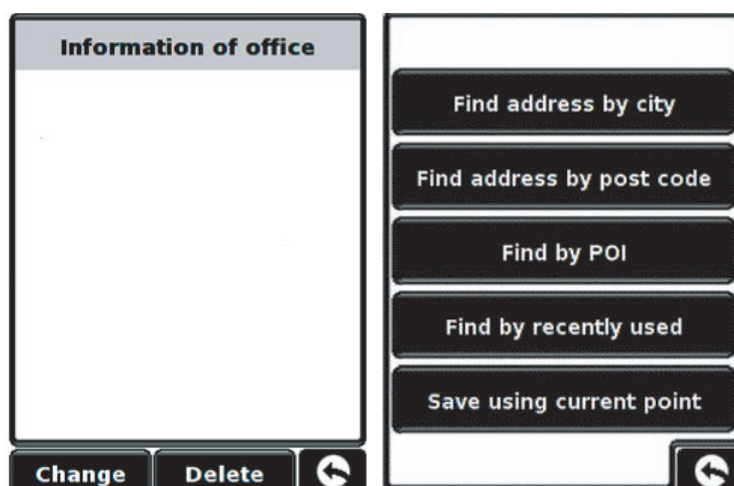 Information of office
Change
Delete
Find address by city
Find address by post code
Find by POI
Find by recently used
Save using current point